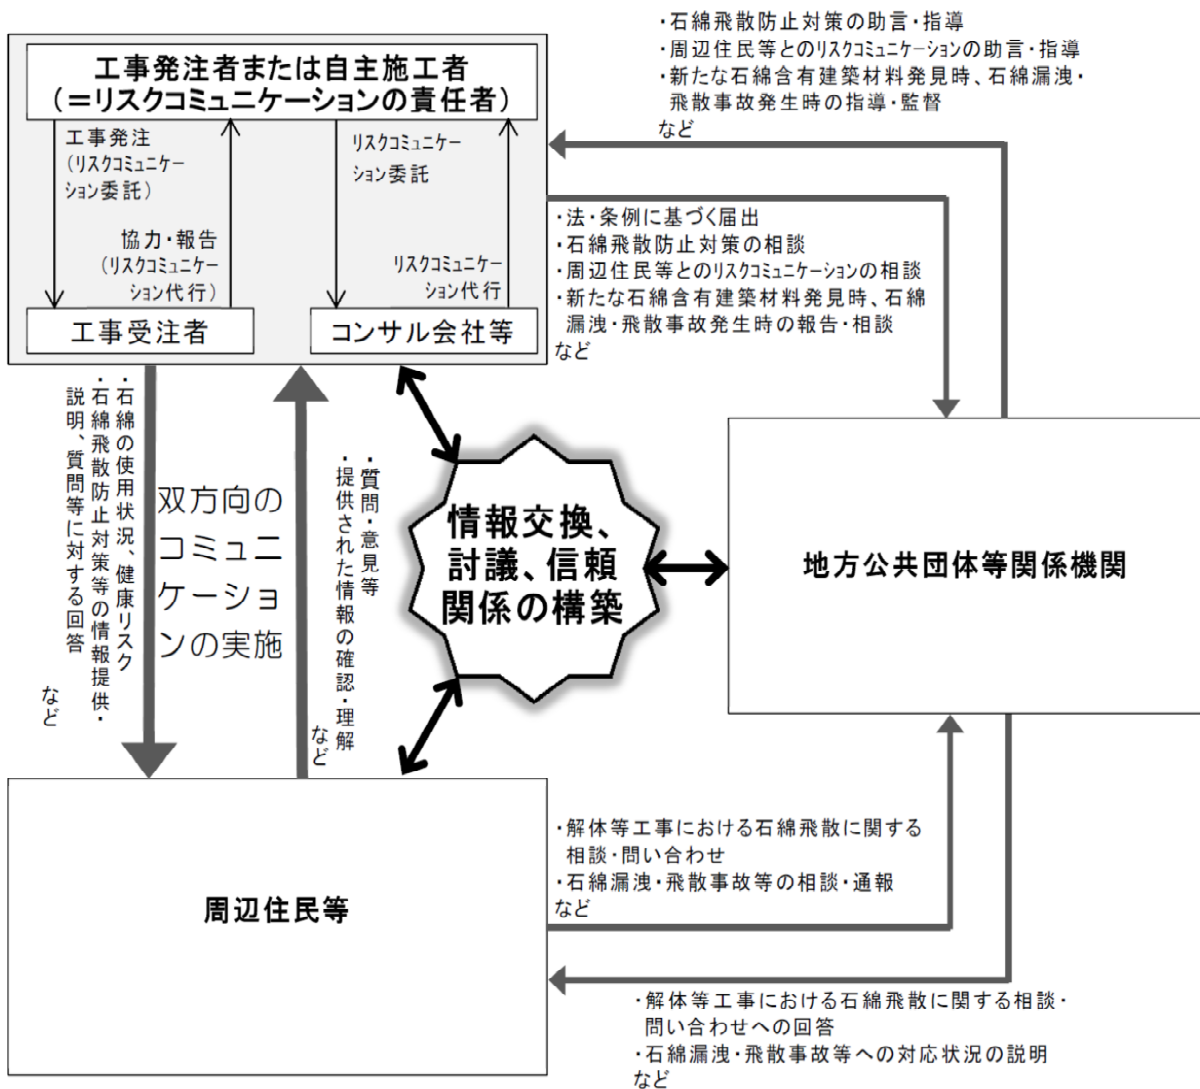 ・石綿飛散防止対策の助言・指導
・周辺住民等とのリスクコミュニケーションの助言・指導
・新たな石綿含有建築材料発見時、石綿漏洩・
飛散事故発生時の指導・監督
など
工事発注者または自主施工者
(＝リスクコミュニケーションの責任者)
工事発注
(リスクコミュニケー
ション委託)
協力・報告
(リスクコミュニケー
ション代行)
リスクコミュニケー
ション委託
リスクコミュニケー
ション代行
工事受注者
コンサル会社等
・法・条例に基づく届出
・石綿飛散防止対策の相談
・周辺住民等とのリスクコミュニケーションの相談
・新たな石綿含有建築材料発見時、石綿
漏洩・飛散事故発生時の報告・相談
など
・石綿の使用状況、健康リスク
・石綿飛散防止対策等の情報提供・
説明、質問等に対する回答
など
双方向の
コミュニ
ケーショ
ンの実施
・質問・意見等
・提供された情報の確認・理解
など
情報交換、
討議、信頼
関係の構築
地方公共団体等関係機関
周辺住民等
・解体等工事における石綿飛散に関する
相談・問い合わせ
・石綿漏洩・飛散事故等の相談・通報
など
・解体等工事における石綿飛散に関する相談・
問い合わせへの回答
・石綿漏洩・飛散事故等への対応状況の説明
など